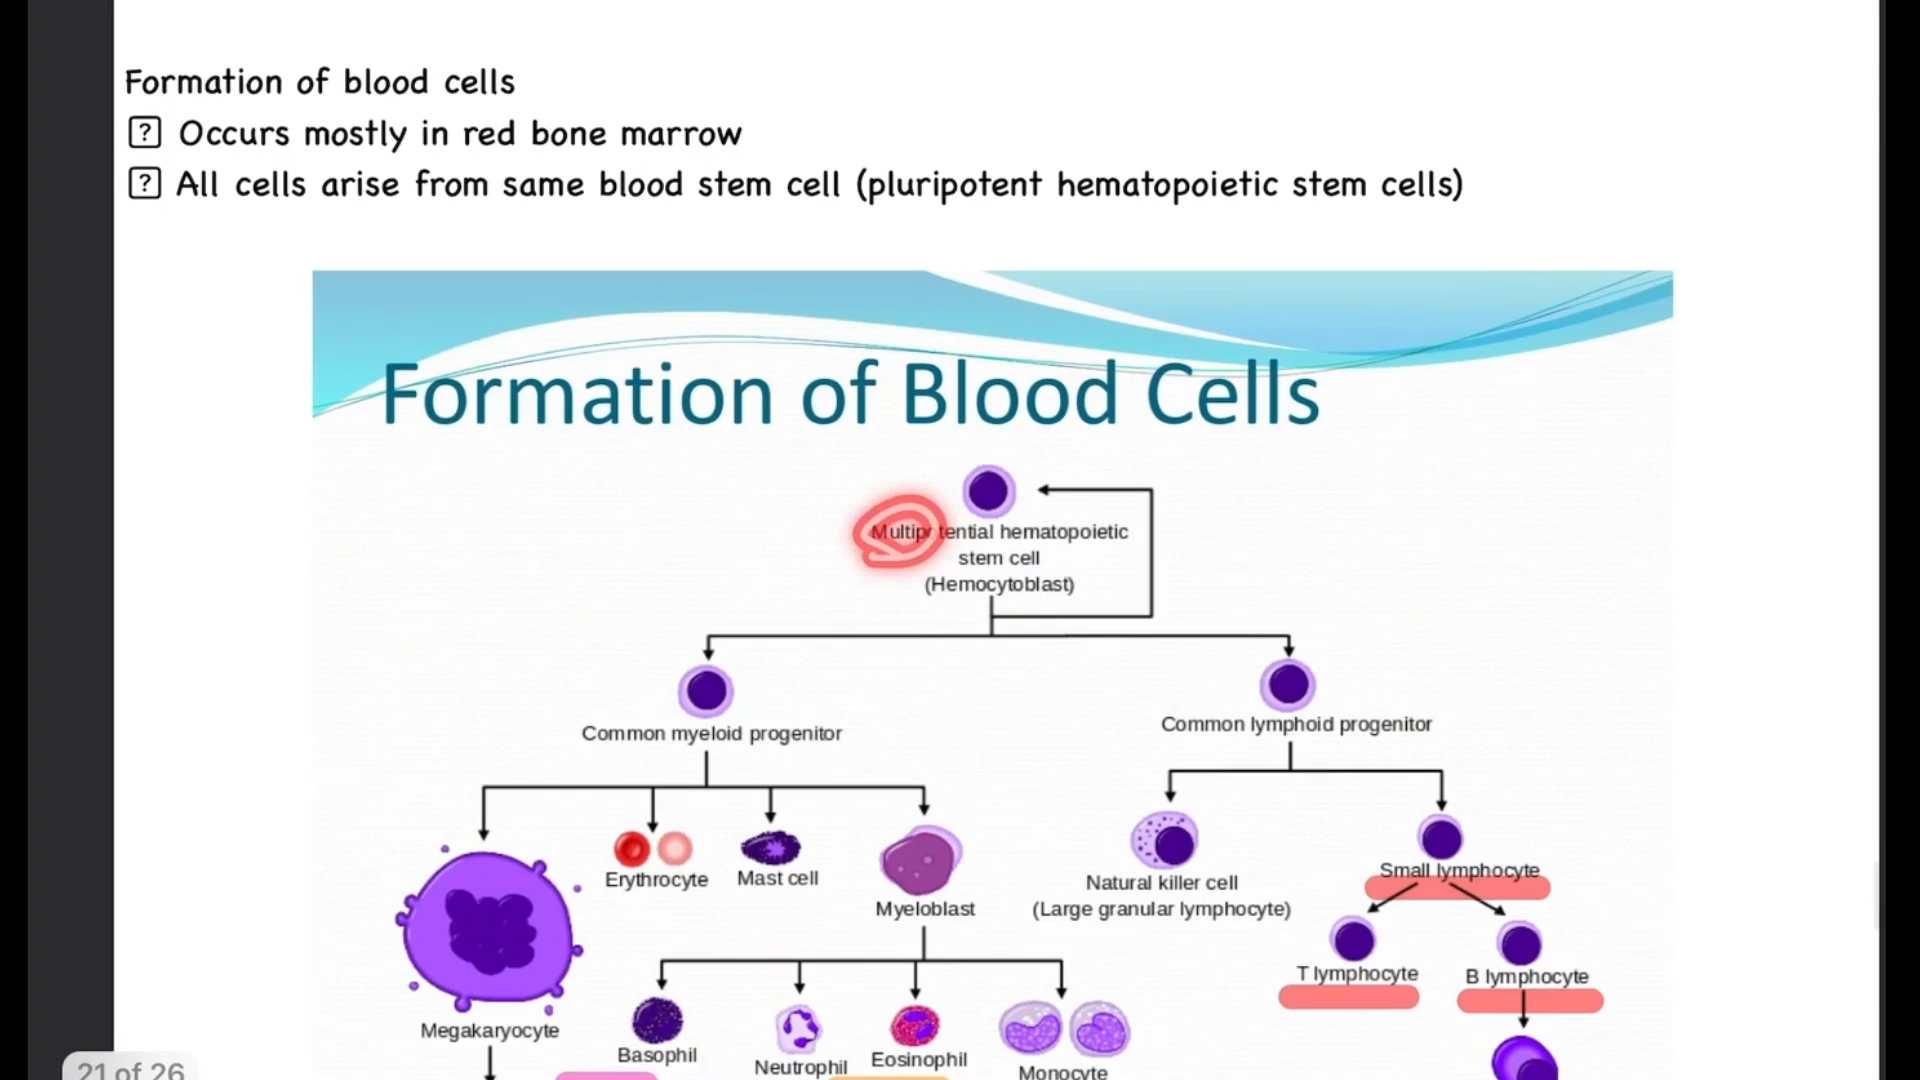 Formation of blood cells
Occurs mostly in red bone marrow
All cells arise from same blood stem cell (pluripotent hematopoietic stem cells)
Formation of Blood Cells
Multipotential hematopoietic
stem cell
(Hemocytoblast)
Common myeloid progenitor
Common lymphoid progenitor
Erythrocyte
Mast cell
Myeloblast
Natural killer cell
(Large granular lymphocyte)
Small lymphocyte
T lymphocyte
B lymphocyte
Megakaryocyte
Basophil
Neutrophil
Eosinophil
Monocyte
21 of 26